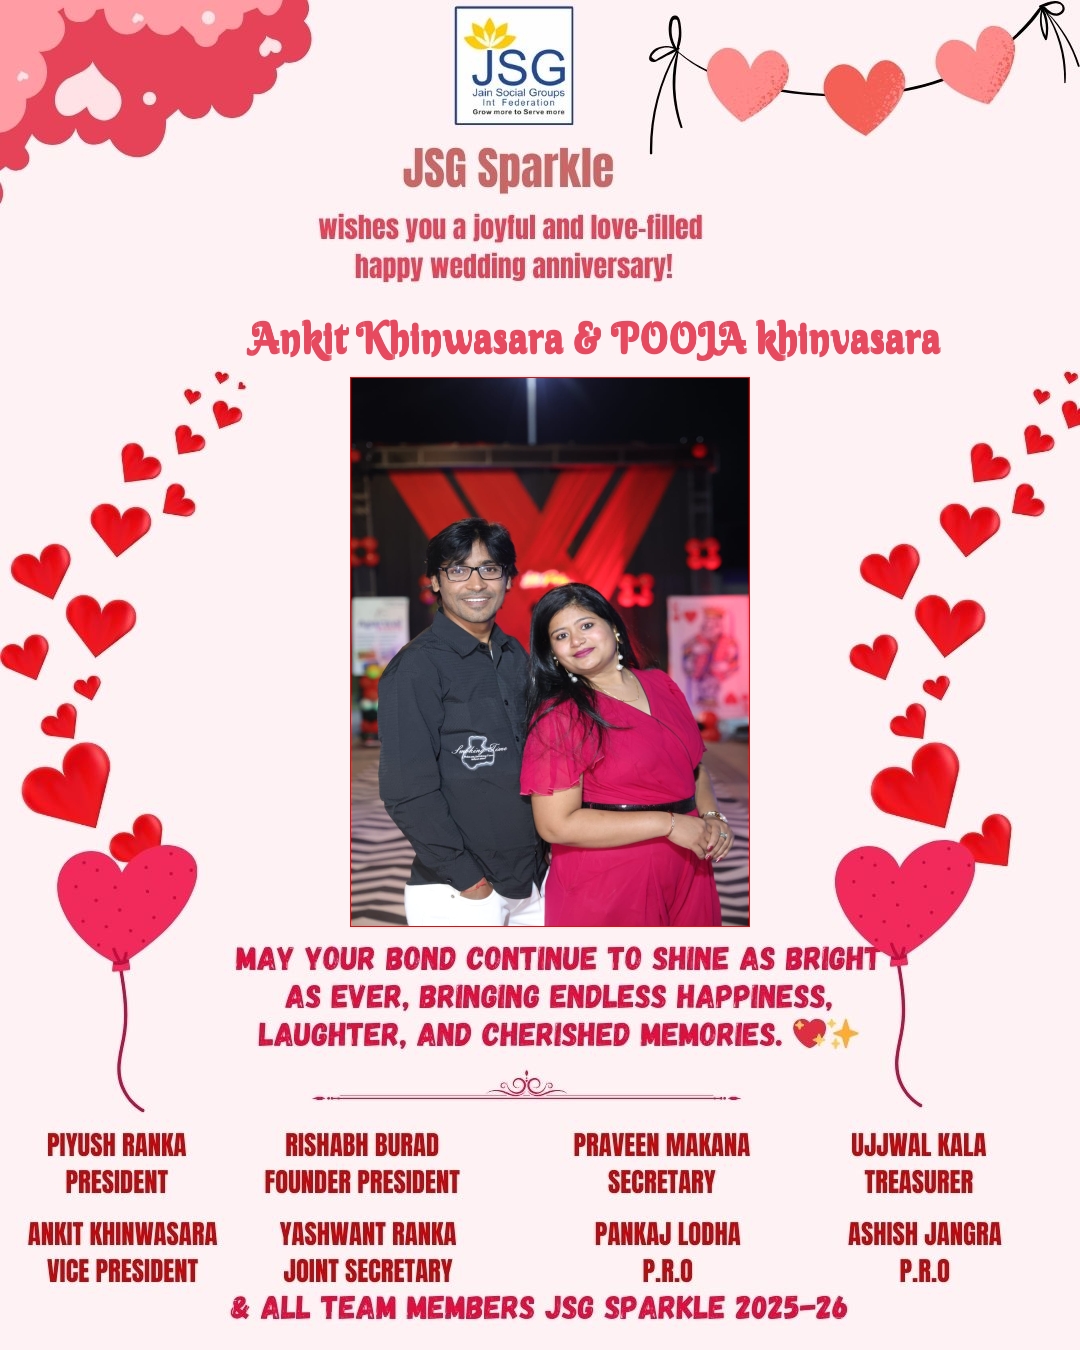 JSG
Jain Social Groups
Int Federation
Grow more to Serve more
JSG Sparkle
wishes you a joyful and love-filled
happy wedding anniversary!
Ankit Khinwasara & POOJA khinvasara
MAY YOUR BOND CONTINUE TO SHINE AS BRIGHT
AS EVER, BRINGING ENDLESS HAPPINESS,
LAUGHTER, AND CHERISHED MEMORIES. 💖✨
PIYUSH RANKA
PRESIDENT
RISHABH BURAD
FOUNDER PRESIDENT
PRAVEEN MAKANA
SECRETARY
UJJWAL KALA
TREASURER
ANKIT KHINWASARA
VICE PRESIDENT
YASHWANT RANKA
JOINT SECRETARY
PANKAJ LODHA
P.R.O
ASHISH JANGRA
P.R.O
& ALL TEAM MEMBERS JSG SPARKLE 2025-26